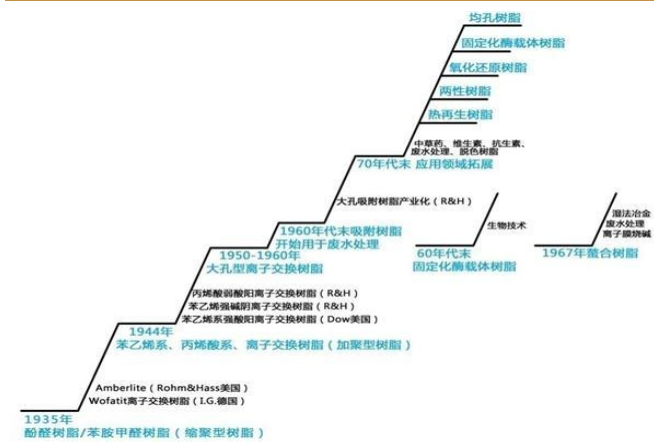 均孔树脂
固定化酶载体树脂
氧化还原树脂
两性树脂
热再生树脂
中草药、维生素、抗生素、
废水处理、脱色树脂
70年代末 应用领域拓展
大孔吸附树脂产业化（R&H）
1960年代末吸附树脂
开始用于废水处理
1950-1960年
大孔型离子交换树脂
生物技术
60年代末
固定化酶载体树脂
湿法冶金
废水处理
离子膜烧碱
1967年螯合树脂
丙烯酸弱酸阳离子交换树脂（R&H）
苯乙烯强碱阴离子交换树脂（R&H）
苯乙烯系强酸阳离子交换树脂（Dow美国）
1944年
苯乙烯系、丙烯酸系、离子交换树脂（加聚型树脂）
Amberlite（Rohm&Hass美国）
Wofatit离子交换树脂（I.G.德国）
1935年
酚醛树脂/苯胺甲醛树脂（缩聚型树脂）